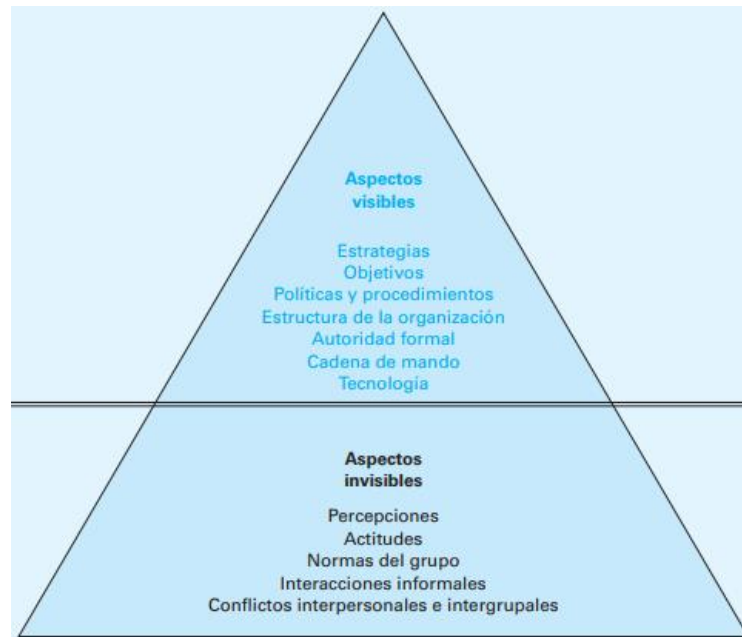 Aspectos
visibles
Estrategias
Objetivos
Políticas y procedimientos
Estructura de la organización
Autoridad formal
Cadena de mando
Tecnología
Aspectos
invisibles
Percepciones
Actitudes
Normas del grupo
Interacciones informales
Conflictos interpersonales e intergrupales